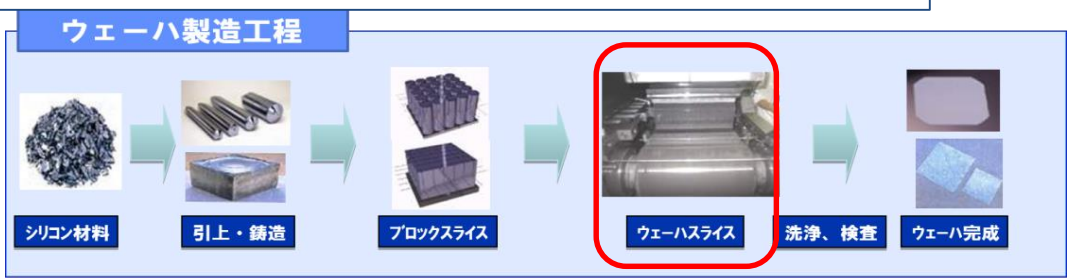 ウェーハ製造工程
シリコン材料
引上・鋳造
ブロックスライス
ウェーハスライス
洗浄、検査
ウェーハ完成